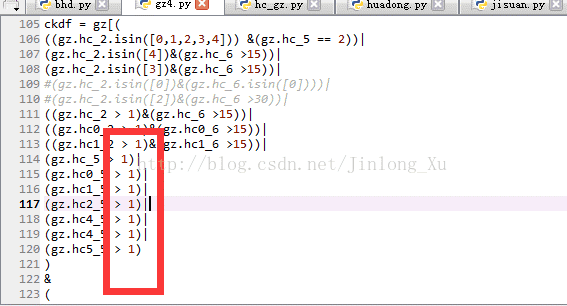 bhd.py gz4.py hc_gz.py huadong.py jisuan.py
105 ckdf = gz[(
106 ((gz.hc_2.isin([0,1,2,3,4])) &(gz.hc_5 == 2))|
107 (gz.hc_2.isin([4])&(gz.hc_6 >15))|
108 (gz.hc_2.isin([3])&(gz.hc_6 >15))|
109 #(gz.hc_2.isin([0])&(gz.hc_6.isin([0])))|
110 #(gz.hc_2.isin([2])&(gz.hc_6 >30))|
111 ((gz.hc_2 > 1)&(gz.hc_6 >15))|
112 ((gz.hc0_2 > 1)&(gz.hc0_6 >15))|
113 ((gz.hc1_2 > 1)&(gz.hc1_6 >15))|
114 (gz.hc_5 > 1)|
http://blog.csdn.net/Jinlong_Xu
115 (gz.hc0_5 > 1)|
116 (gz.hc1_5 > 1)|
117 (gz.hc2_5 > 1)|
118 (gz.hc4_5 > 1)|
119 (gz.hc4_5 > 1)|
120 (gz.hc5_5 > 1)
121 )
122 &
123 (